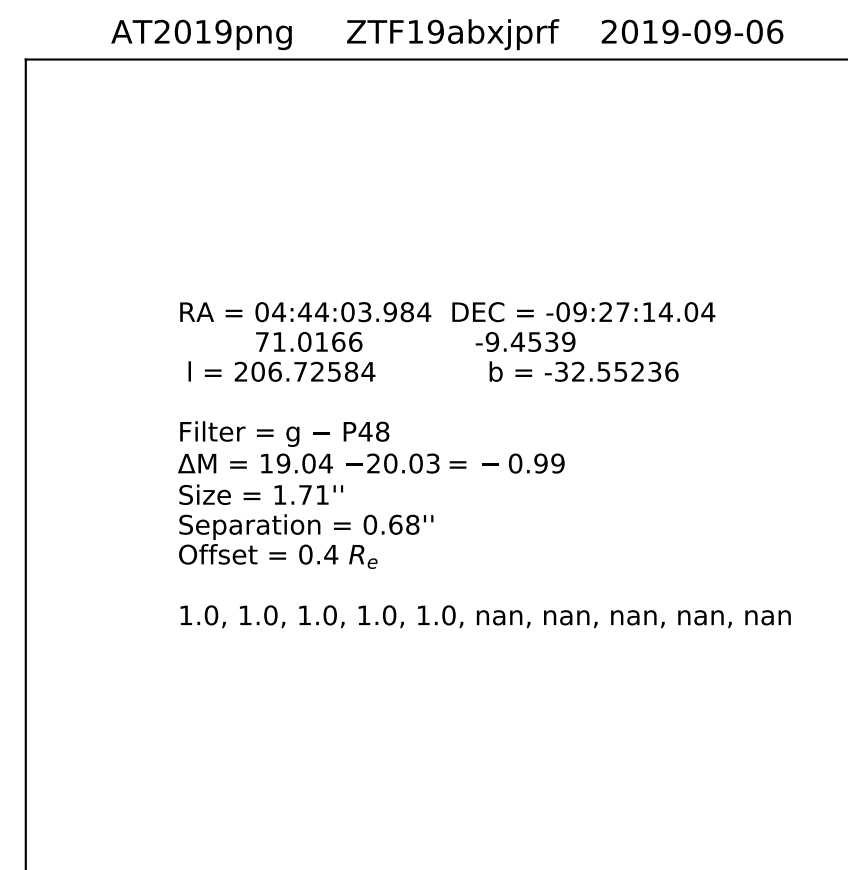 AT2019png ZTF19abxjprf 2019-09-06
RA = 04:44:03.984 DEC = -09:27:14.04
71.0166 -9.4539
l = 206.72584 b = -32.55236
Filter = g − P48
ΔM = 19.04 −20.03 = − 0.99
Size = 1.71''
Separation = 0.68''
Offset = 0.4 Rₑ
1.0, 1.0, 1.0, 1.0, 1.0, nan, nan, nan, nan, nan